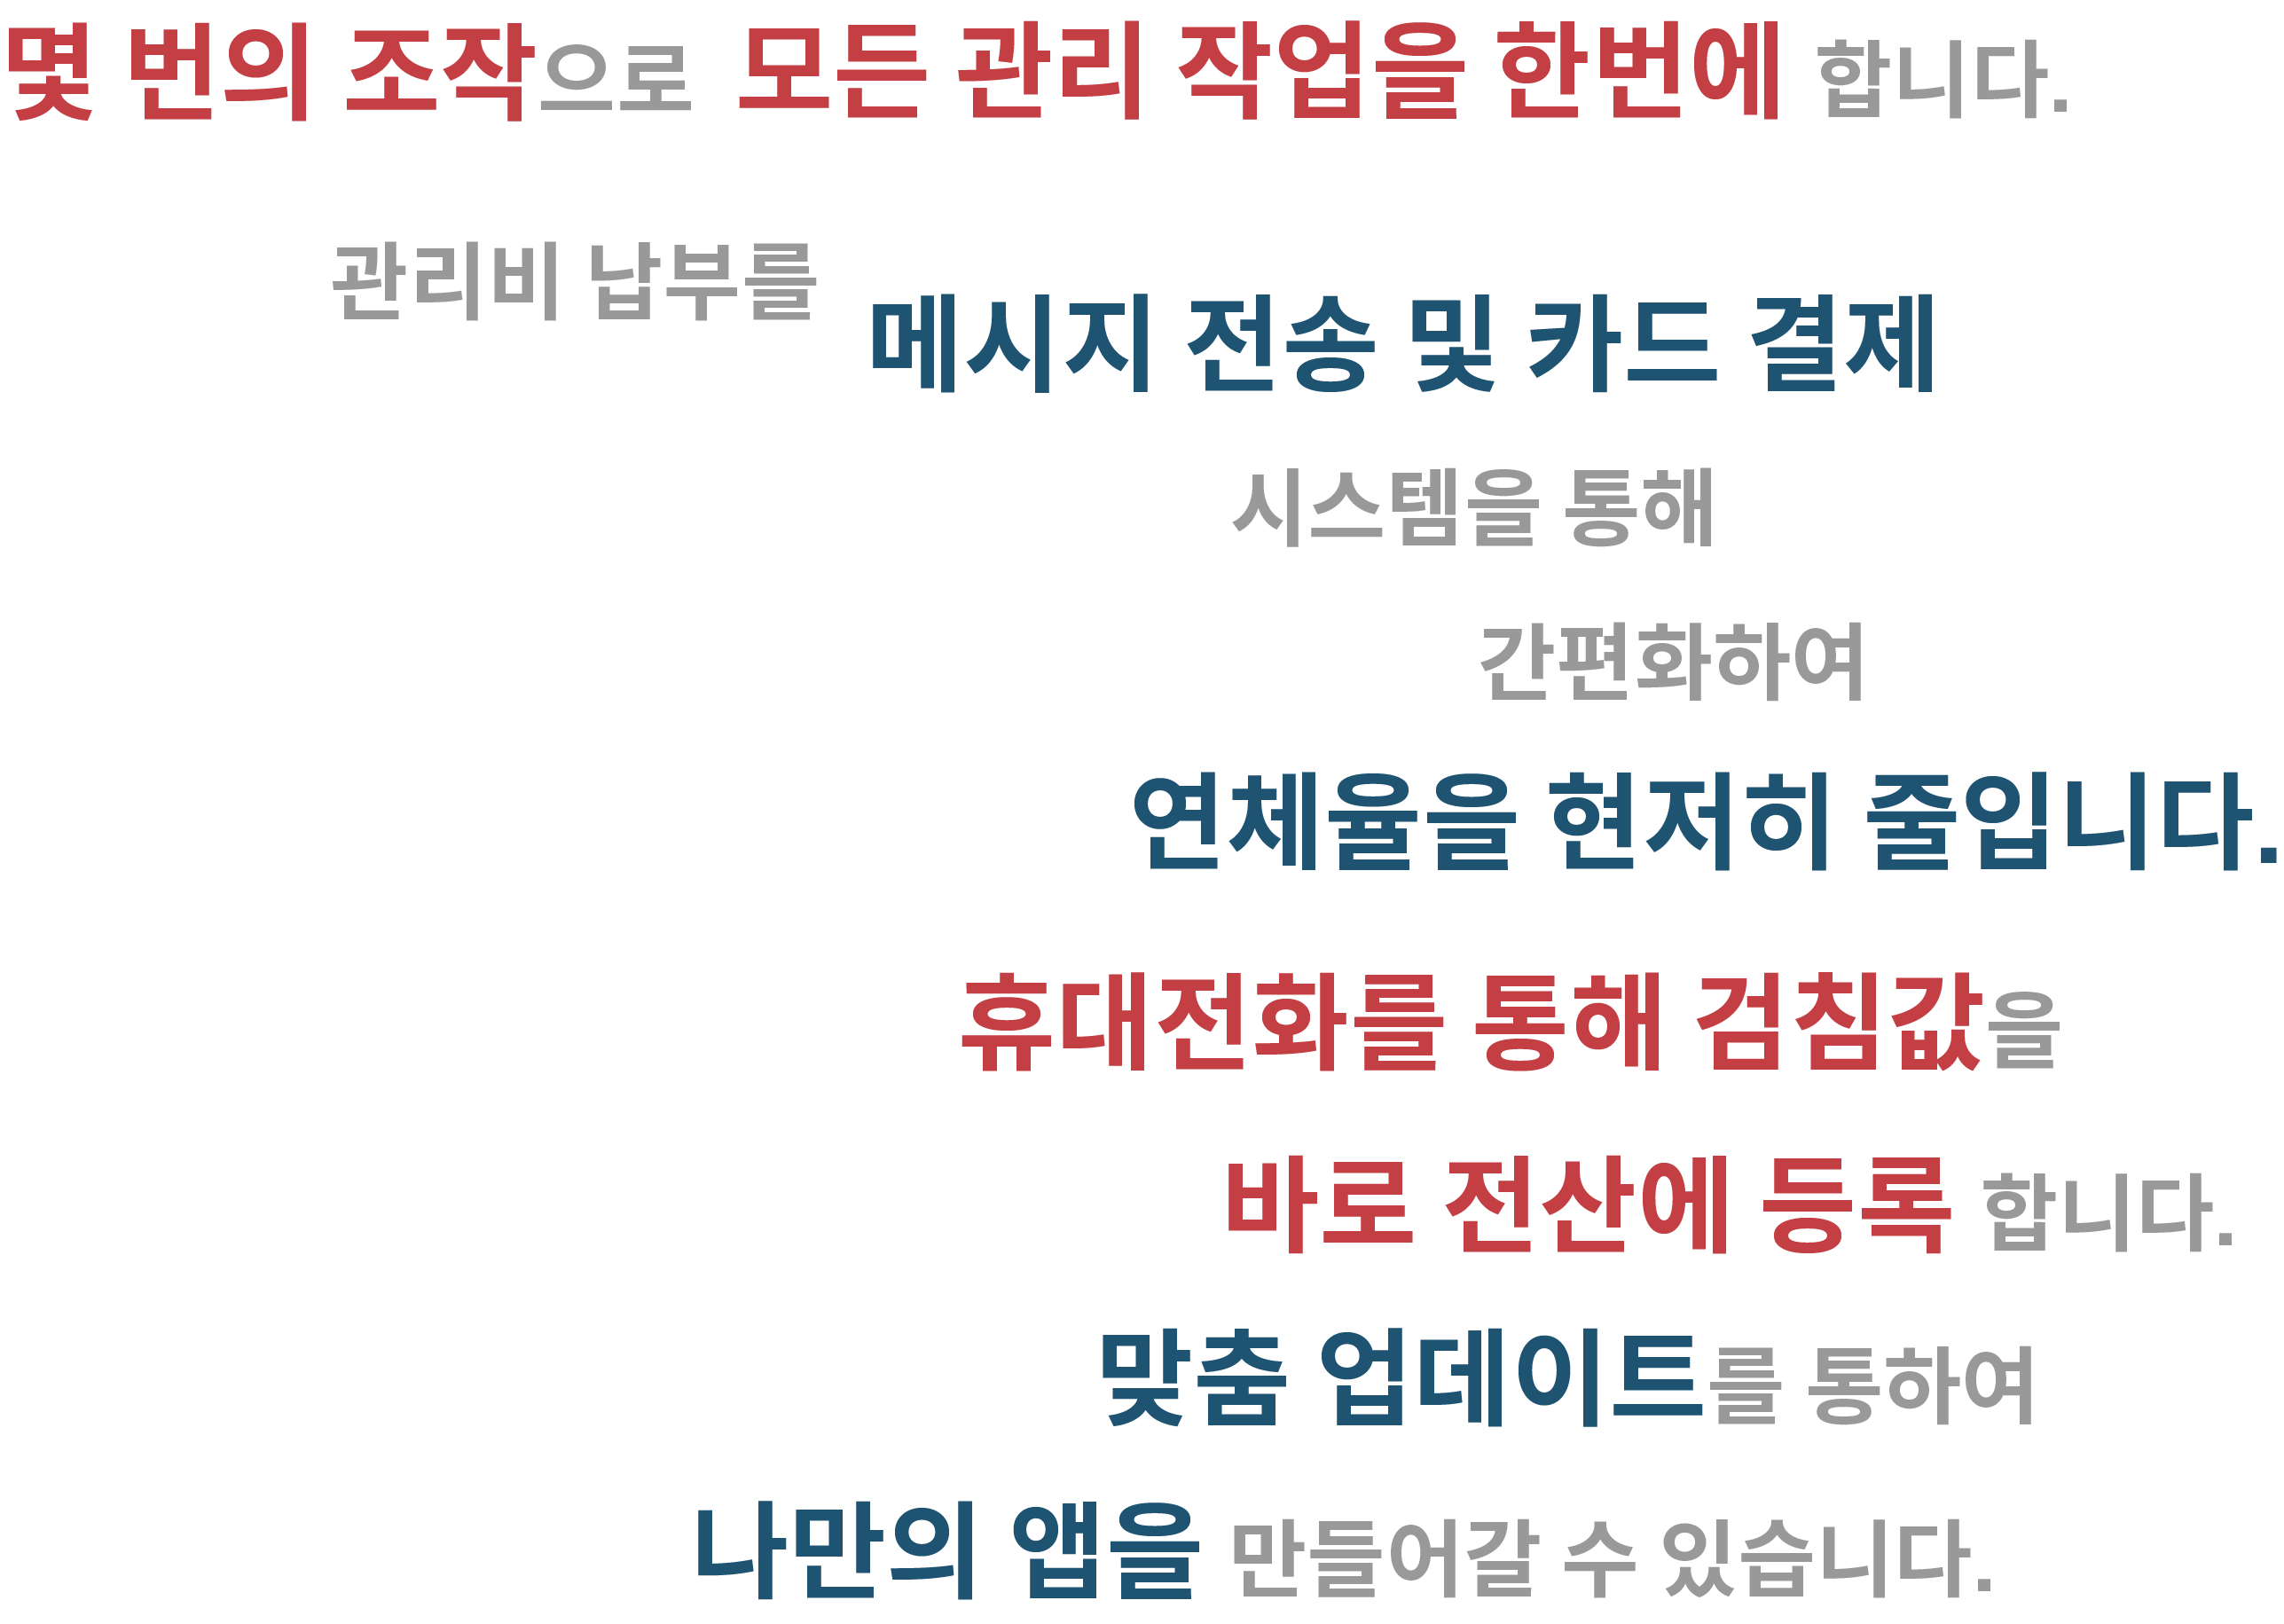 몇 번의 조작으로 모든 관리 작업을 한번에 합니다.
관리비 납부를
메시지 전송 및 카드 결제
시스템을 통해
간편화하여
연체율을 현저히 줄입니다.
휴대전화를 통해 검침값을
바로 전산에 등록 합니다.
맞춤 업데이트를 통하여
나만의 앱을 만들어갈 수 있습니다.